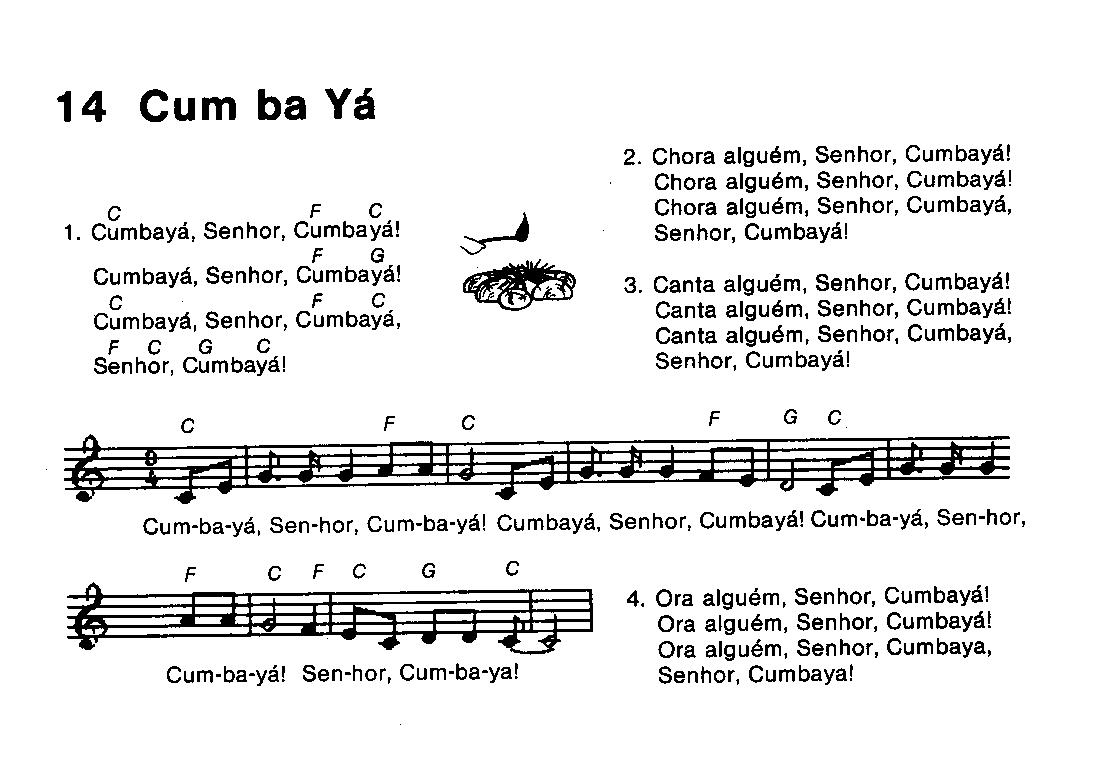 14 Cum ba Yá
C F C
1. Cumbayá, Senhor, Cumbayá!
F G
Cumbayá, Senhor, Cumbayá!
C F C
Cumbayá, Senhor, Cumbayá,
F C G C
Senhor, Cumbayá!
2. Chora alguém, Senhor, Cumbayá!
Chora alguém, Senhor, Cumbayá!
Chora alguém, Senhor, Cumbayá,
Senhor, Cumbayá!
3. Canta alguém, Senhor, Cumbayá!
Canta alguém, Senhor, Cumbayá!
Canta alguém, Senhor, Cumbayá,
Senhor, Cumbayá!
C F C F G C
Cum-ba-yá, Sen-hor, Cum-ba-yá! Cumbayá, Senhor, Cumbayá! Cum-ba-yá, Sen-hor,
F C F C G C
Cum-ba-yá! Sen-hor, Cum-ba-ya!
4. Ora alguém, Senhor, Cumbayá!
Ora alguém, Senhor, Cumbayá!
Ora alguém, Senhor, Cumbaya,
Senhor, Cumbaya!